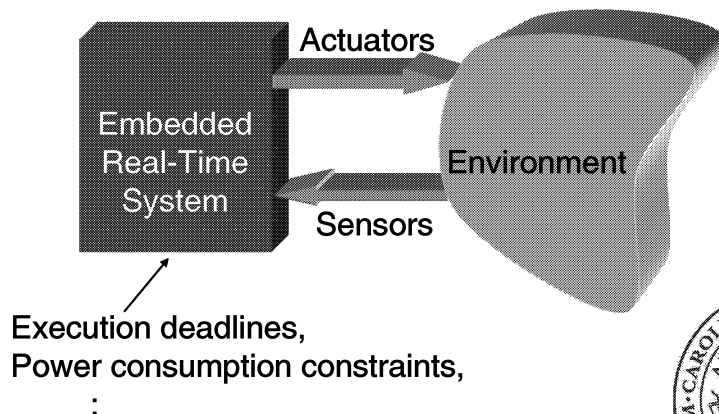 Actuators
Embedded
Real-Time
System
Environment
Sensors
Execution deadlines,
Power consumption constraints,
: